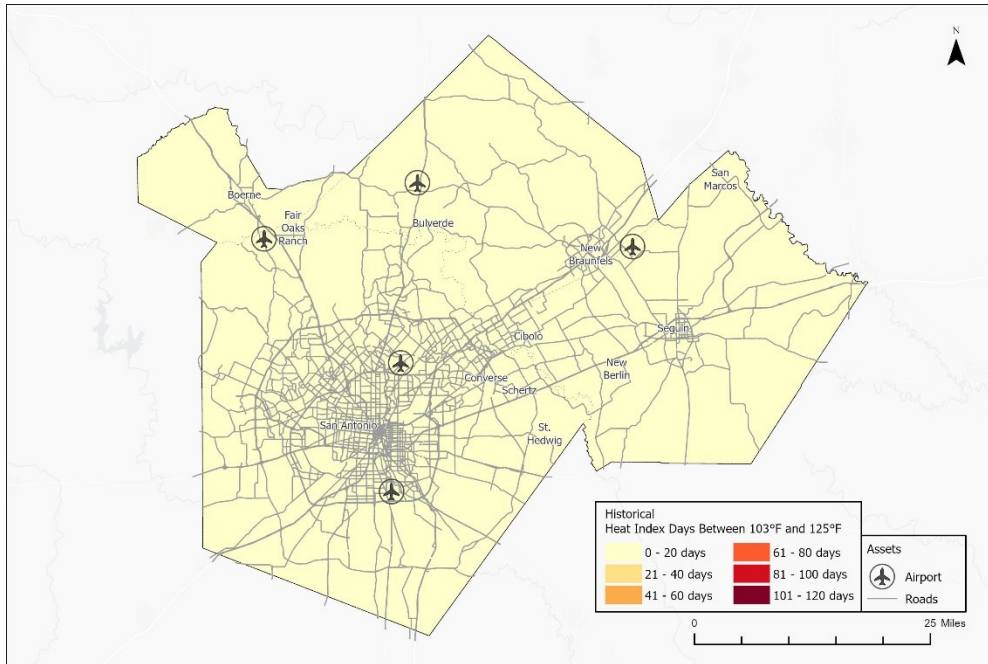 N
San
Marcos
Boerne
Fair
Oaks
Ranch
Bulverde
New
Braunfels
Seguin
Cibolo
New
Berlin
Converse
Schertz
San Antonio
St.
Hedwig
Historical
Heat Index Days Between 103°F and 125°F
0 - 20 days
21 - 40 days
41 - 60 days
61 - 80 days
81 - 100 days
101 - 120 days
Assets
Airport
Roads
0
25 Miles